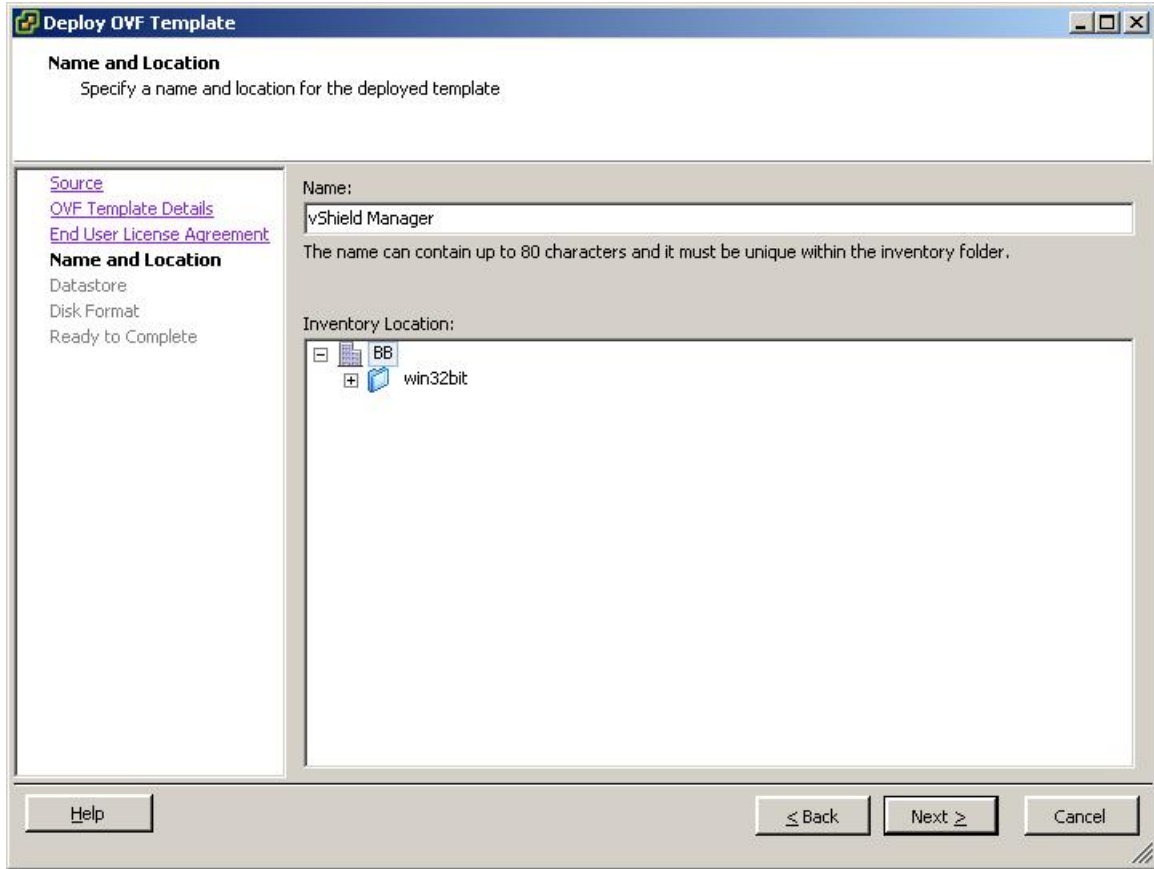 Deploy OVF Template
Name and Location
Specify a name and location for the deployed template
Source
OVF Template Details
End User License Agreement
Name and Location
Datastore
Disk Format
Ready to Complete
Name:
vShield Manager
The name can contain up to 80 characters and it must be unique within the inventory folder.
Inventory Location:
BB
win32bit
Help
< Back
Next >
Cancel